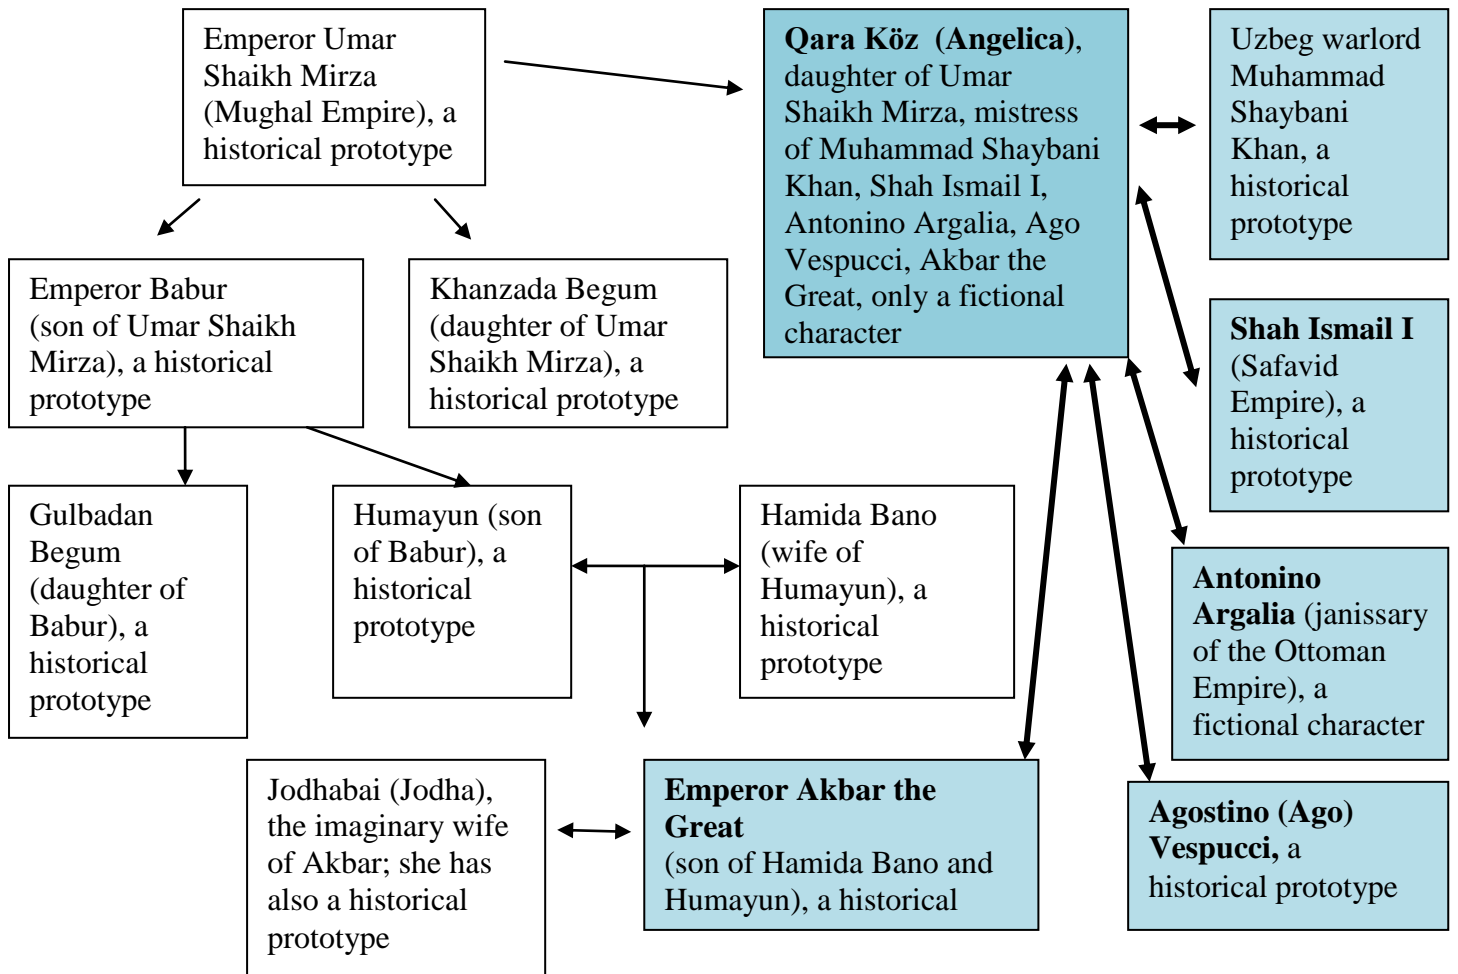 Emperor Umar
Shaikh Mirza
(Mughal Empire), a
historical prototype
Qara Köz (Angelica),
daughter of Umar
Shaikh Mirza, mistress
of Muhammad Shaybani
Khan, Shah Ismail I,
Antonino Argalia, Ago
Vespucci, Akbar the
Great, only a fictional
character
Uzbeg warlord
Muhammad
Shaybani
Khan, a
historical
prototype
Emperor Babur
(son of Umar Shaikh
Mirza), a historical
prototype
Khanzada Begum
(daughter of Umar
Shaikh Mirza), a
historical prototype
Shah Ismail I
(Safavid
Empire), a
historical
prototype
Gulbadan
Begum
(daughter of
Babur), a
historical
prototype
Humayun (son
of Babur), a
historical
prototype
Hamida Bano
(wife of
Humayun), a
historical
prototype
Antonino
Argalia (janissary
of the Ottoman
Empire), a
fictional character
Jodhabai (Jodha),
the imaginary wife
of Akbar; she has
also a historical
prototype
Emperor Akbar the
Great
(son of Hamida Bano and
Humayun), a historical
Agostino (Ago)
Vespucci, a
historical prototype